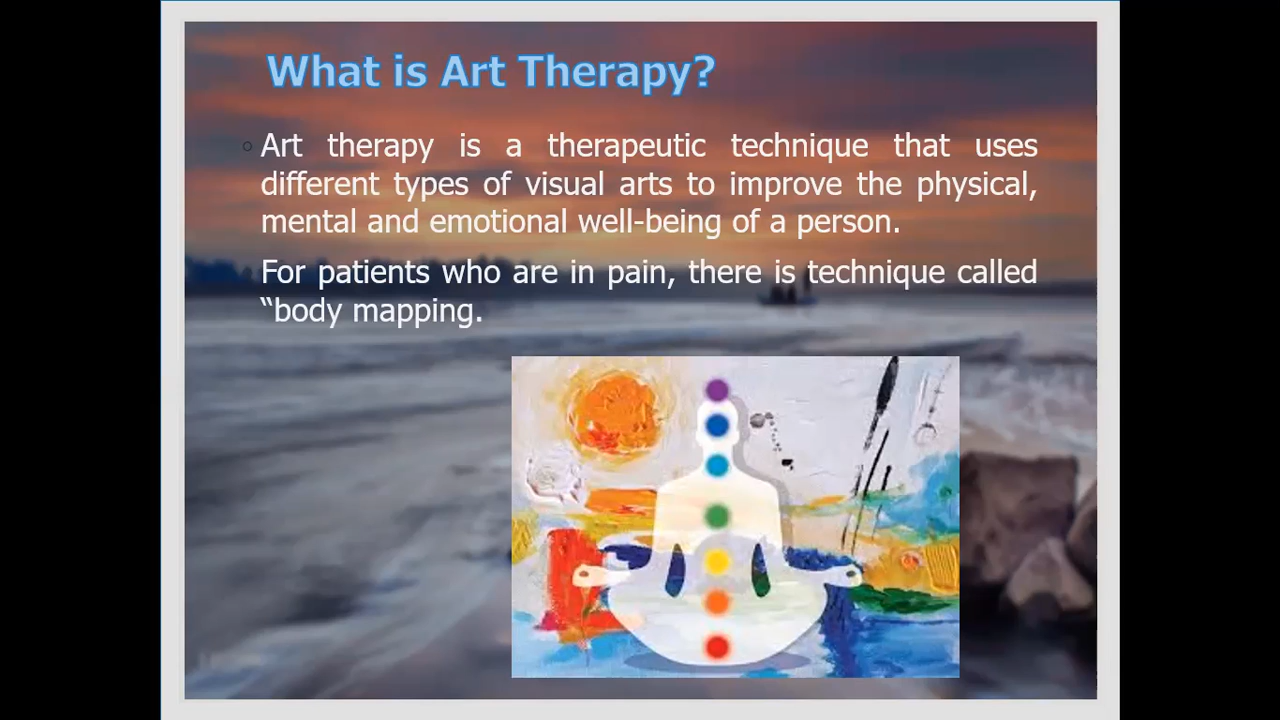 What is Art Therapy?
Art therapy is a therapeutic technique that uses
different types of visual arts to improve the physical,
mental and emotional well-being of a person.
For patients who are in pain, there is technique called
“body mapping.